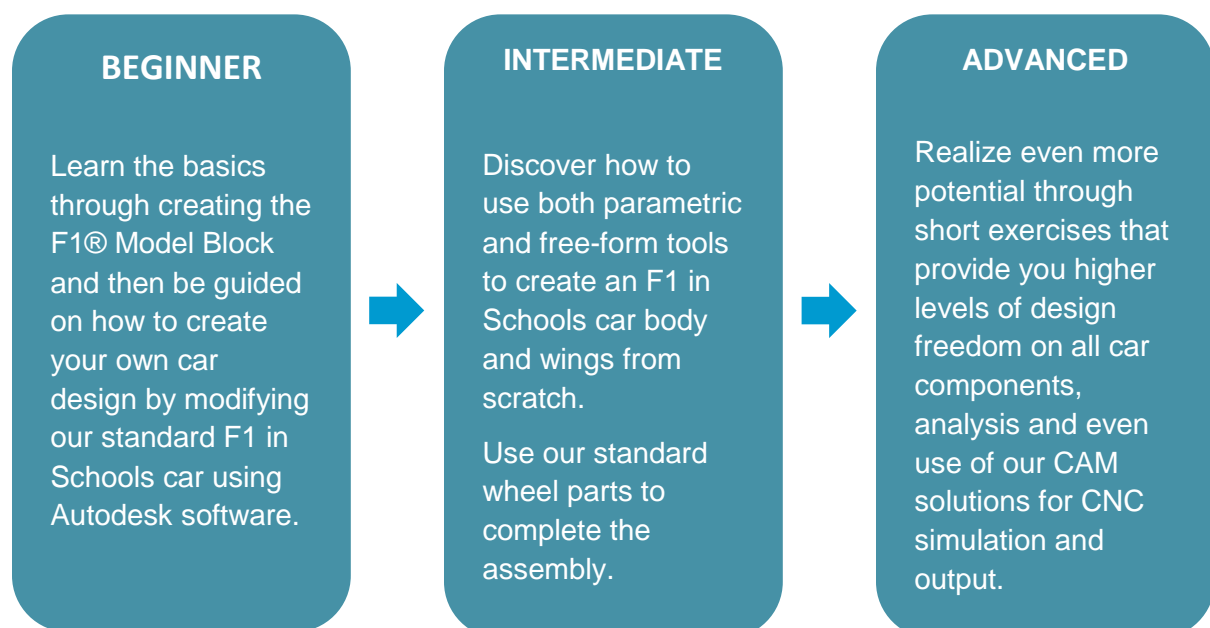 BEGINNER
Learn the basics
through creating the
F1® Model Block
and then be guided
on how to create
your own car
design by modifying
our standard F1 in
Schools car using
Autodesk software.
INTERMEDIATE
Discover how to
use both parametric
and free-form tools
to create an F1 in
Schools car body
and wings from
scratch.
Use our standard
wheel parts to
complete the
assembly.
ADVANCED
Realize even more
potential through
short exercises that
provide you higher
levels of design
freedom on all car
components,
analysis and even
use of our CAM
solutions for CNC
simulation and
output.